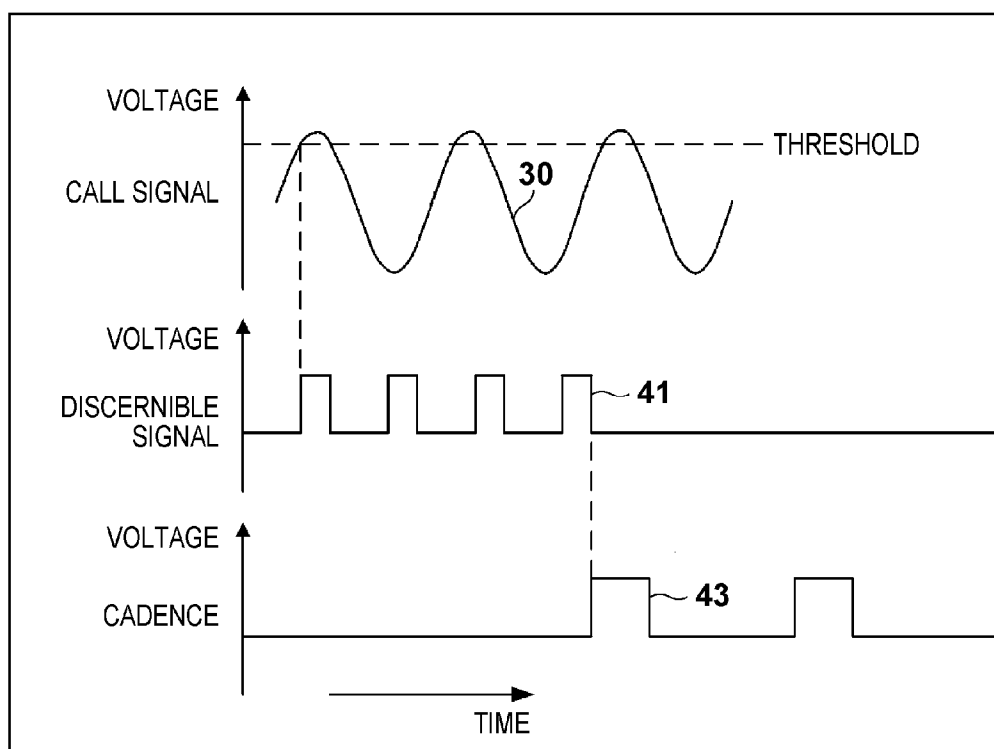 VOLTAGE
THRESHOLD
30
CALL SIGNAL
VOLTAGE
41
DISCERNIBLE
SIGNAL
VOLTAGE
43
CADENCE
TIME